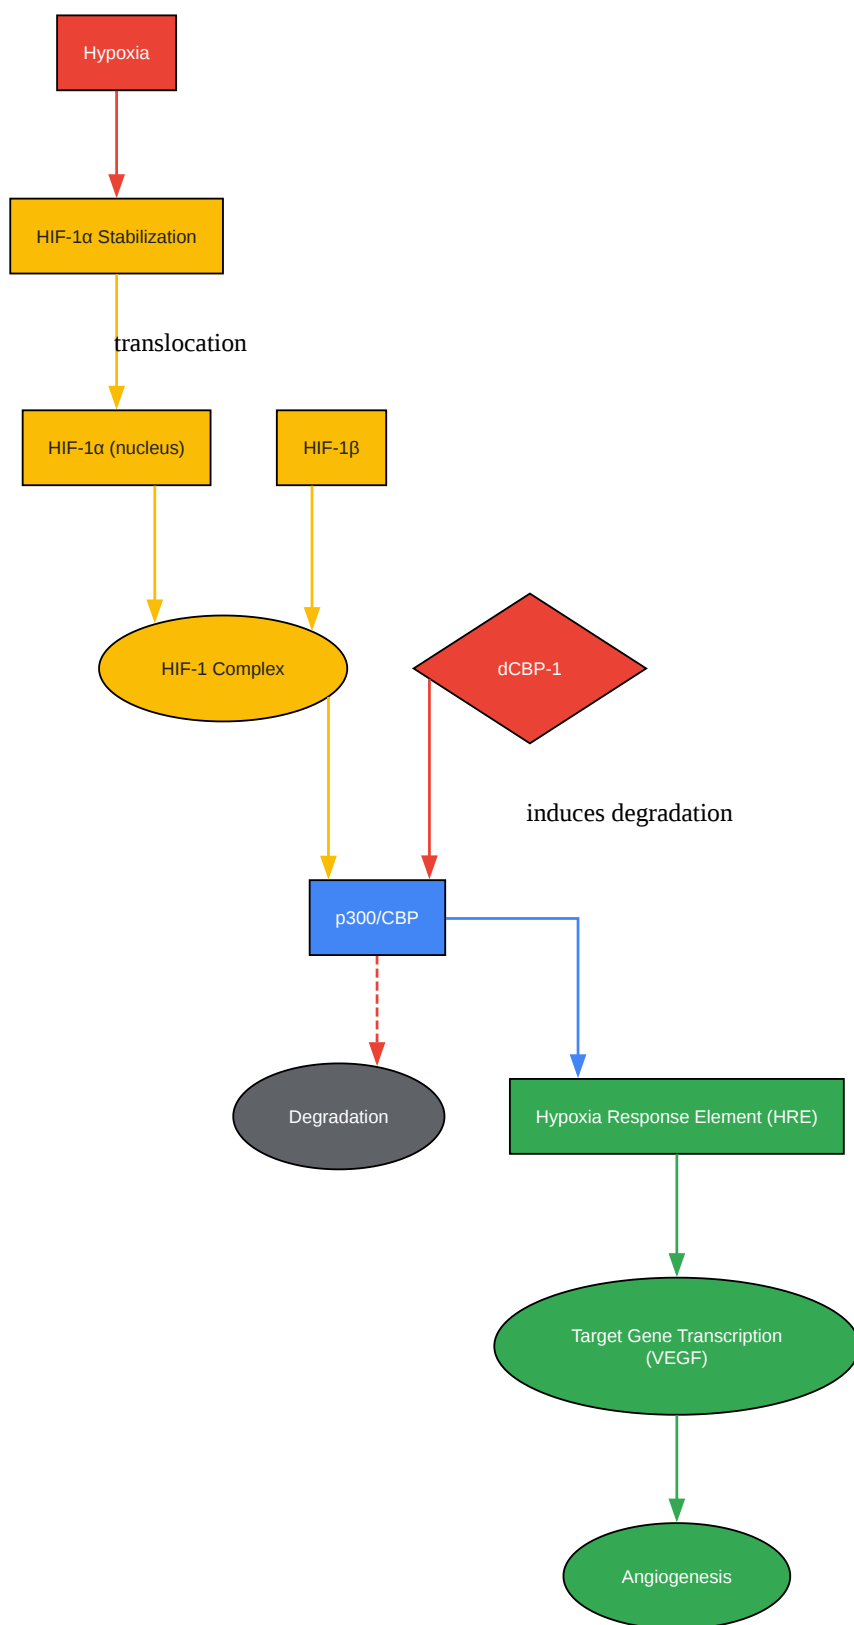 Hypoxia
HIF-1α Stabilization
translocation
HIF-1α (nucleus)
HIF-1β
HIF-1 Complex
dCBP-1
induces degradation
p300/CBP
Degradation
Hypoxia Response Element (HRE)
Target Gene Transcription
(VEGF)
Angiogenesis